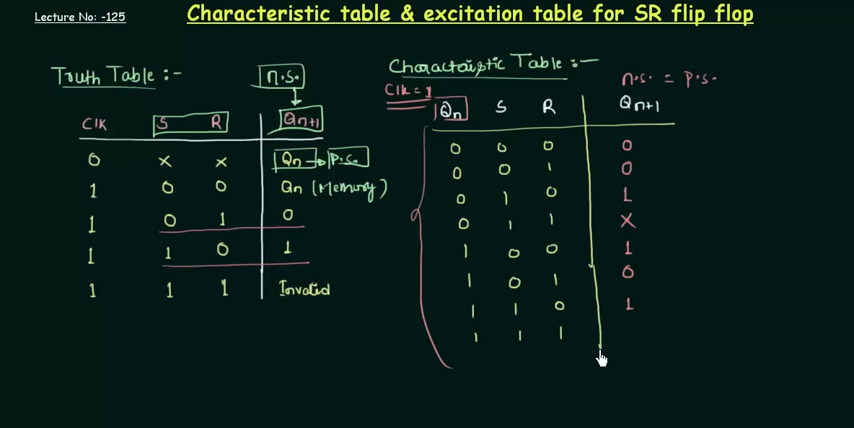 Lecture No: -125
Characteristic table & excitation table for SR flip flop
Truth Table :-
n.s.
Clk S R Qn+1
0 x x Qn → P.S.
1 0 0 Qn (Memory)
1 0 1 0
1 1 0 1
1 1 1 Invalid
Charactristic Table :-
Clk = 1
n.s. = P.s.
Qn S R Qn+1
0 0 0 0
0 0 1 0
0 1 0 1
0 1 1 X
1 0 0 1
1 0 1 0
1 1 0 1
1 1 1